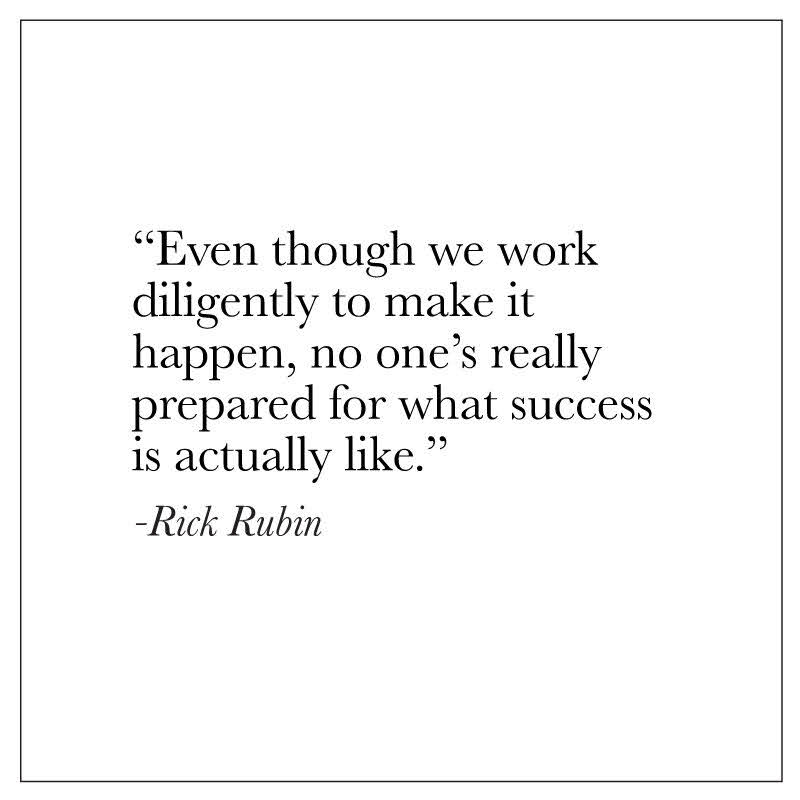 “Even though we work
diligently to make it
happen, no one’s really
prepared for what success
is actually like.”
-Rick Rubin